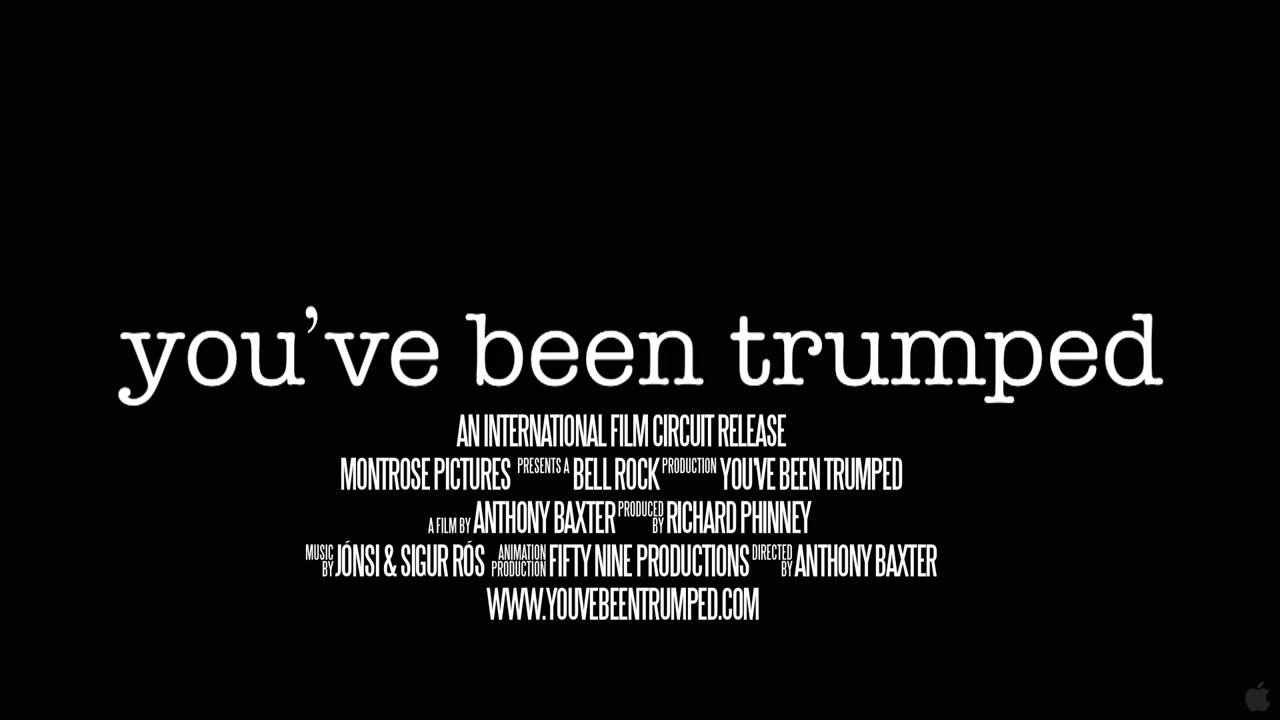 you've been trumped
AN INTERNATIONAL FILM CIRCUIT RELEASE
MONTROSE PICTURES PRESENTS A BELL ROCK PRODUCTION YOU'VE BEEN TRUMPED
A FILM BY ANTHONY BAXTER PRODUCED BY RICHARD PHINNEY
MUSIC BY JÓNSI & SIGUR RÓS ANIMATION PRODUCTION FIFTY NINE PRODUCTIONS DIRECTED BY ANTHONY BAXTER
WWW.YOUVEBEENTRUMPED.COM